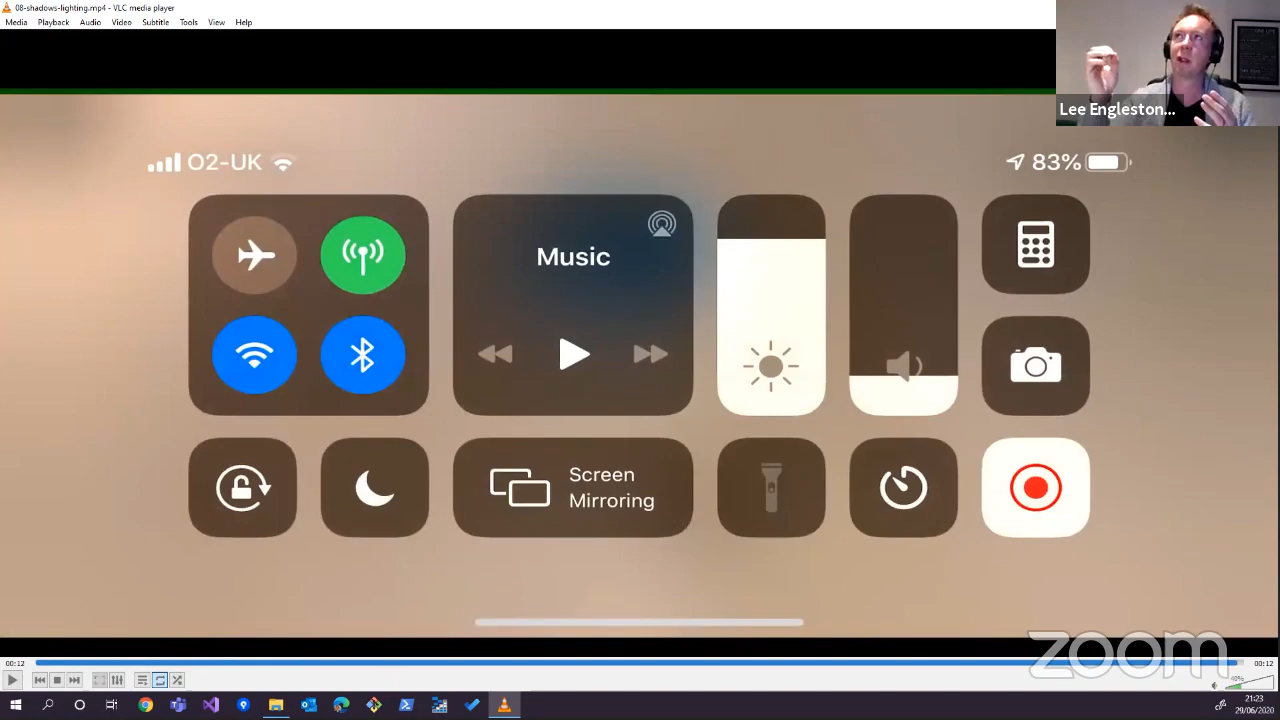 08-shadows-lighting.mp4 - VLC media player
Media Playback Audio Video Subtitle Tools View Help
Lee Engleston...
O2-UK
83%
Music
Screen
Mirroring
zoom
00:12
00:12
40%
21:23
29/06/2020